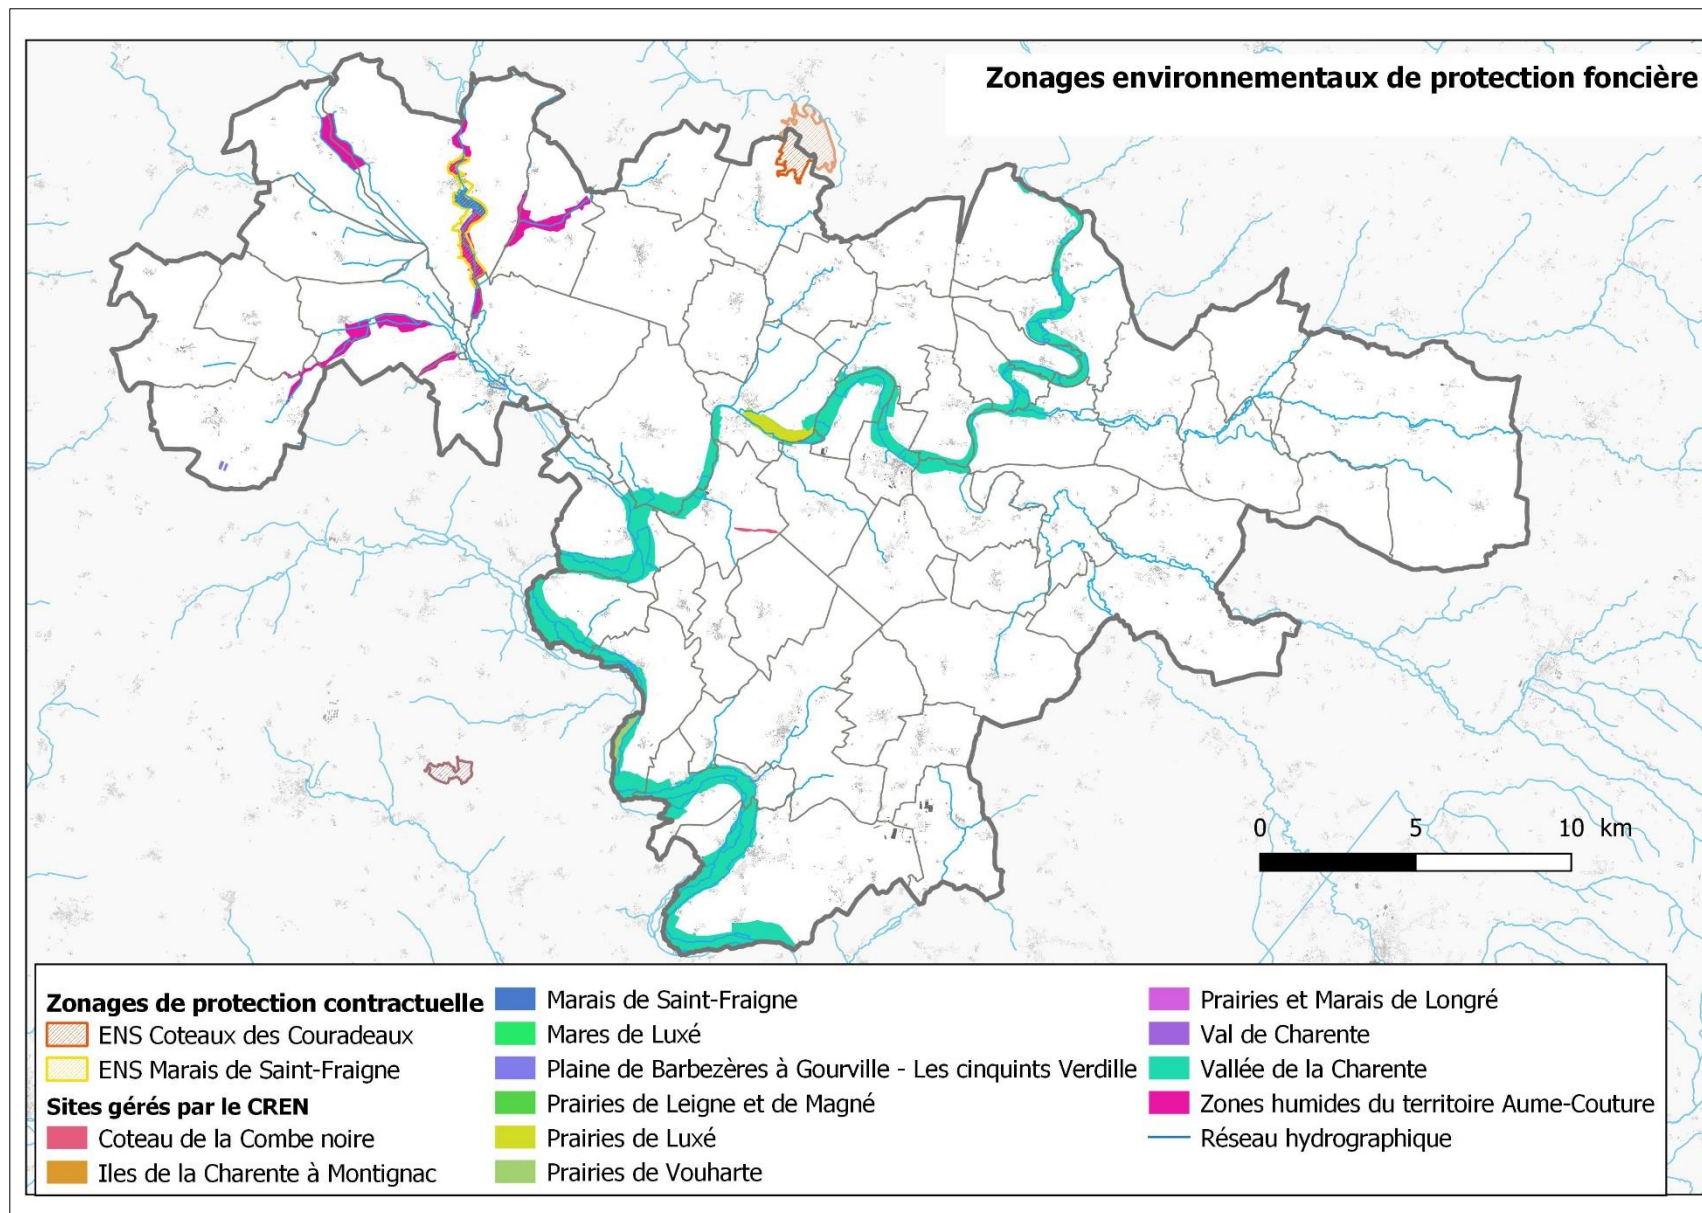 Zonages environnementaux de protection foncière
0 5 10 km
Zonages de protection contractuelle
ENS Coteaux des Couradeaux
ENS Marais de Saint-Fraigne
Sites gérés par le CREN
Coteau de la Combe noire
Iles de la Charente à Montignac
Marais de Saint-Fraigne
Mares de Luxé
Plaine de Barbezères à Gourville - Les cinquints Verdille
Prairies de Leigne et de Magné
Prairies de Luxé
Prairies de Vouharte
Prairies et Marais de Longré
Val de Charente
Vallée de la Charente
Zones humides du territoire Aume-Couture
Réseau hydrographique